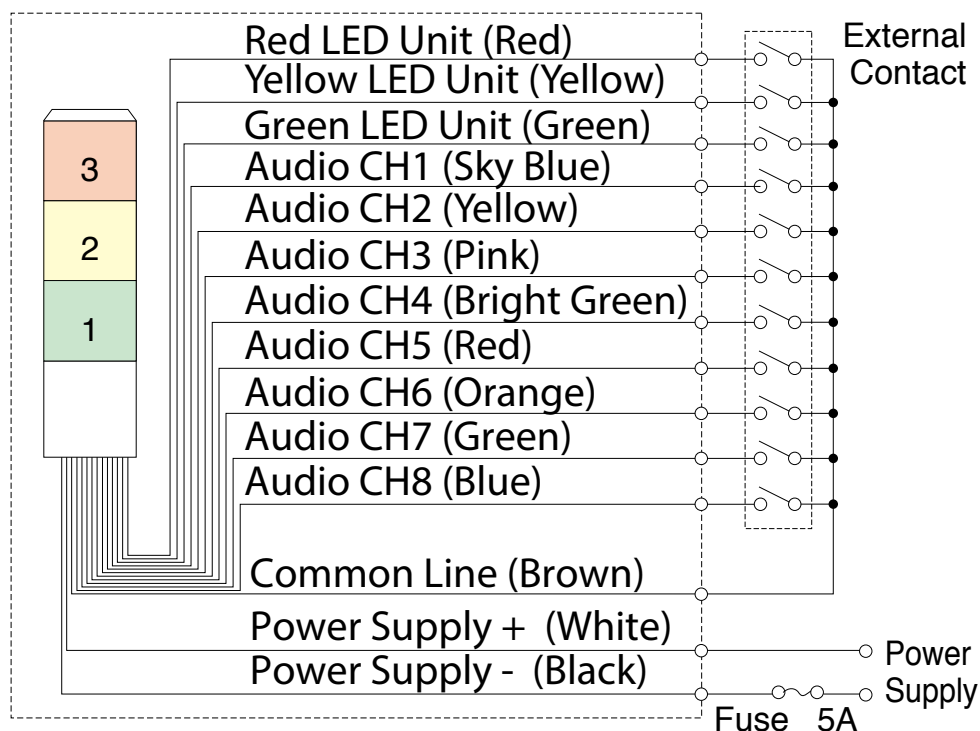 Red LED Unit (Red)
External
Contact
Yellow LED Unit (Yellow)
Green LED Unit (Green)
3
Audio CH1 (Sky Blue)
Audio CH2 (Yellow)
2
Audio CH3 (Pink)
Audio CH4 (Bright Green)
1
Audio CH5 (Red)
Audio CH6 (Orange)
Audio CH7 (Green)
Audio CH8 (Blue)
Common Line (Brown)
Power Supply + (White)
Power Supply - (Black)
Power
Supply
Fuse 5A